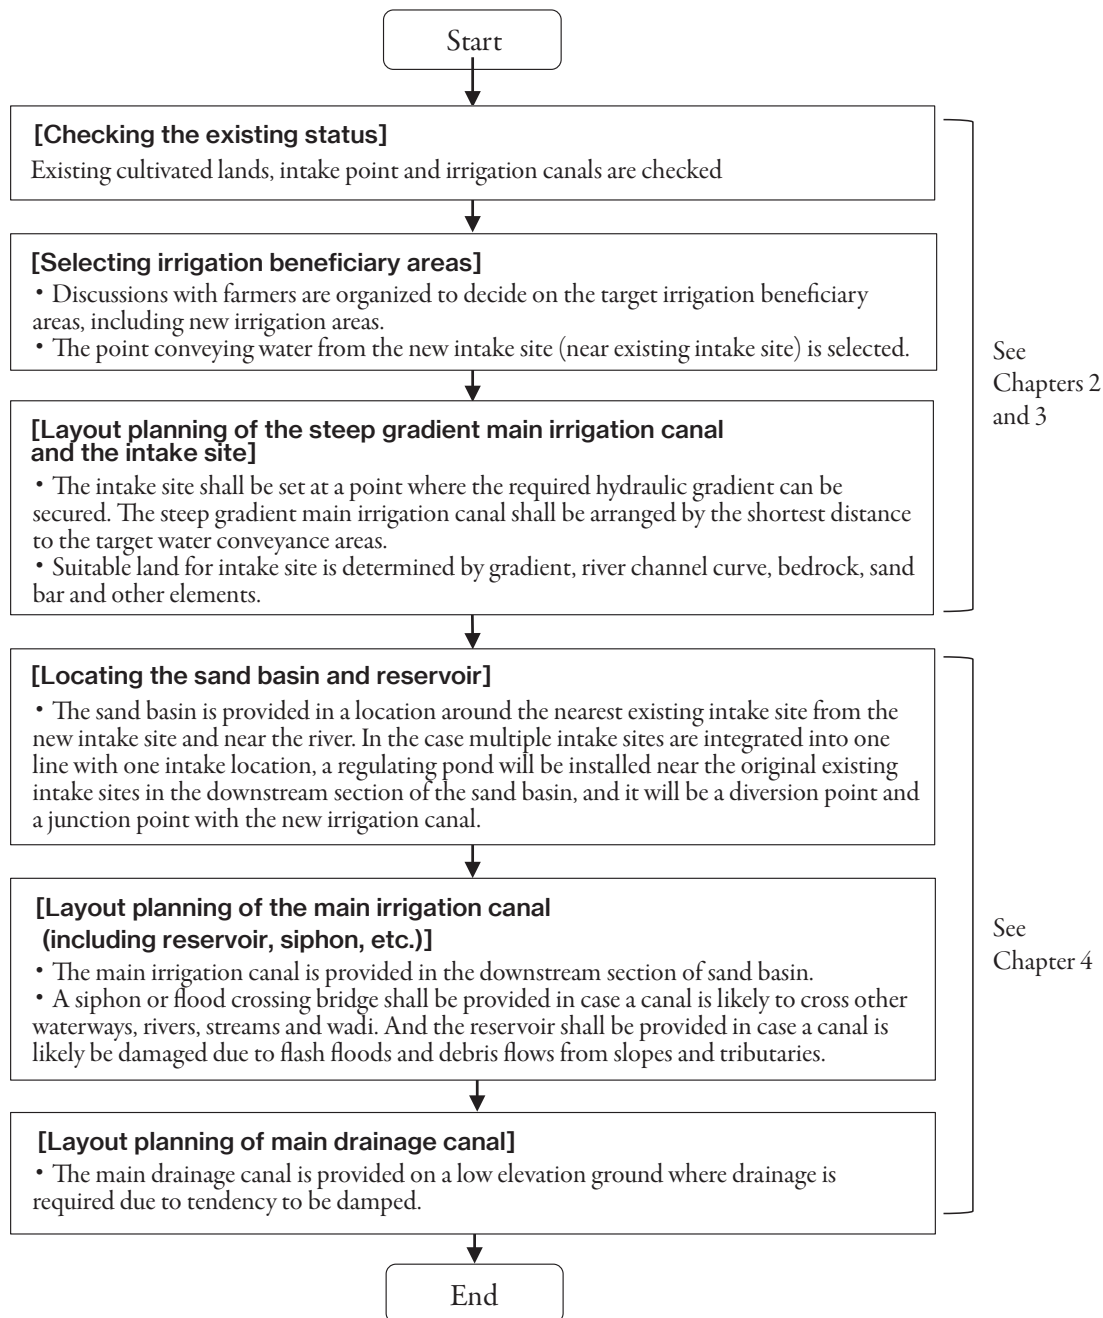 Start
[Checking the existing status]
Existing cultivated lands, intake point and irrigation canals are checked
[Selecting irrigation beneficiary areas]
・Discussions with farmers are organized to decide on the target irrigation beneficiary
areas, including new irrigation areas.
・The point conveying water from the new intake site (near existing intake site) is selected.
[Layout planning of the steep gradient main irrigation canal
and the intake site]
・The intake site shall be set at a point where the required hydraulic gradient can be
secured. The steep gradient main irrigation canal shall be arranged by the shortest distance
to the target water conveyance areas.
・Suitable land for intake site is determined by gradient, river channel curve, bedrock, sand
bar and other elements.
See
Chapters 2
and 3
[Locating the sand basin and reservoir]
・The sand basin is provided in a location around the nearest existing intake site from the
new intake site and near the river. In the case multiple intake sites are integrated into one
line with one intake location, a regulating pond will be installed near the original existing
intake sites in the downstream section of the sand basin, and it will be a diversion point and
a junction point with the new irrigation canal.
[Layout planning of the main irrigation canal
(including reservoir, siphon, etc.)]
・The main irrigation canal is provided in the downstream section of sand basin.
・A siphon or flood crossing bridge shall be provided in case a canal is likely to cross other
waterways, rivers, streams and wadi. And the reservoir shall be provided in case a canal is
likely be damaged due to flash floods and debris flows from slopes and tributaries.
[Layout planning of main drainage canal]
・The main drainage canal is provided on a low elevation ground where drainage is
required due to tendency to be damped.
See
Chapter 4
End